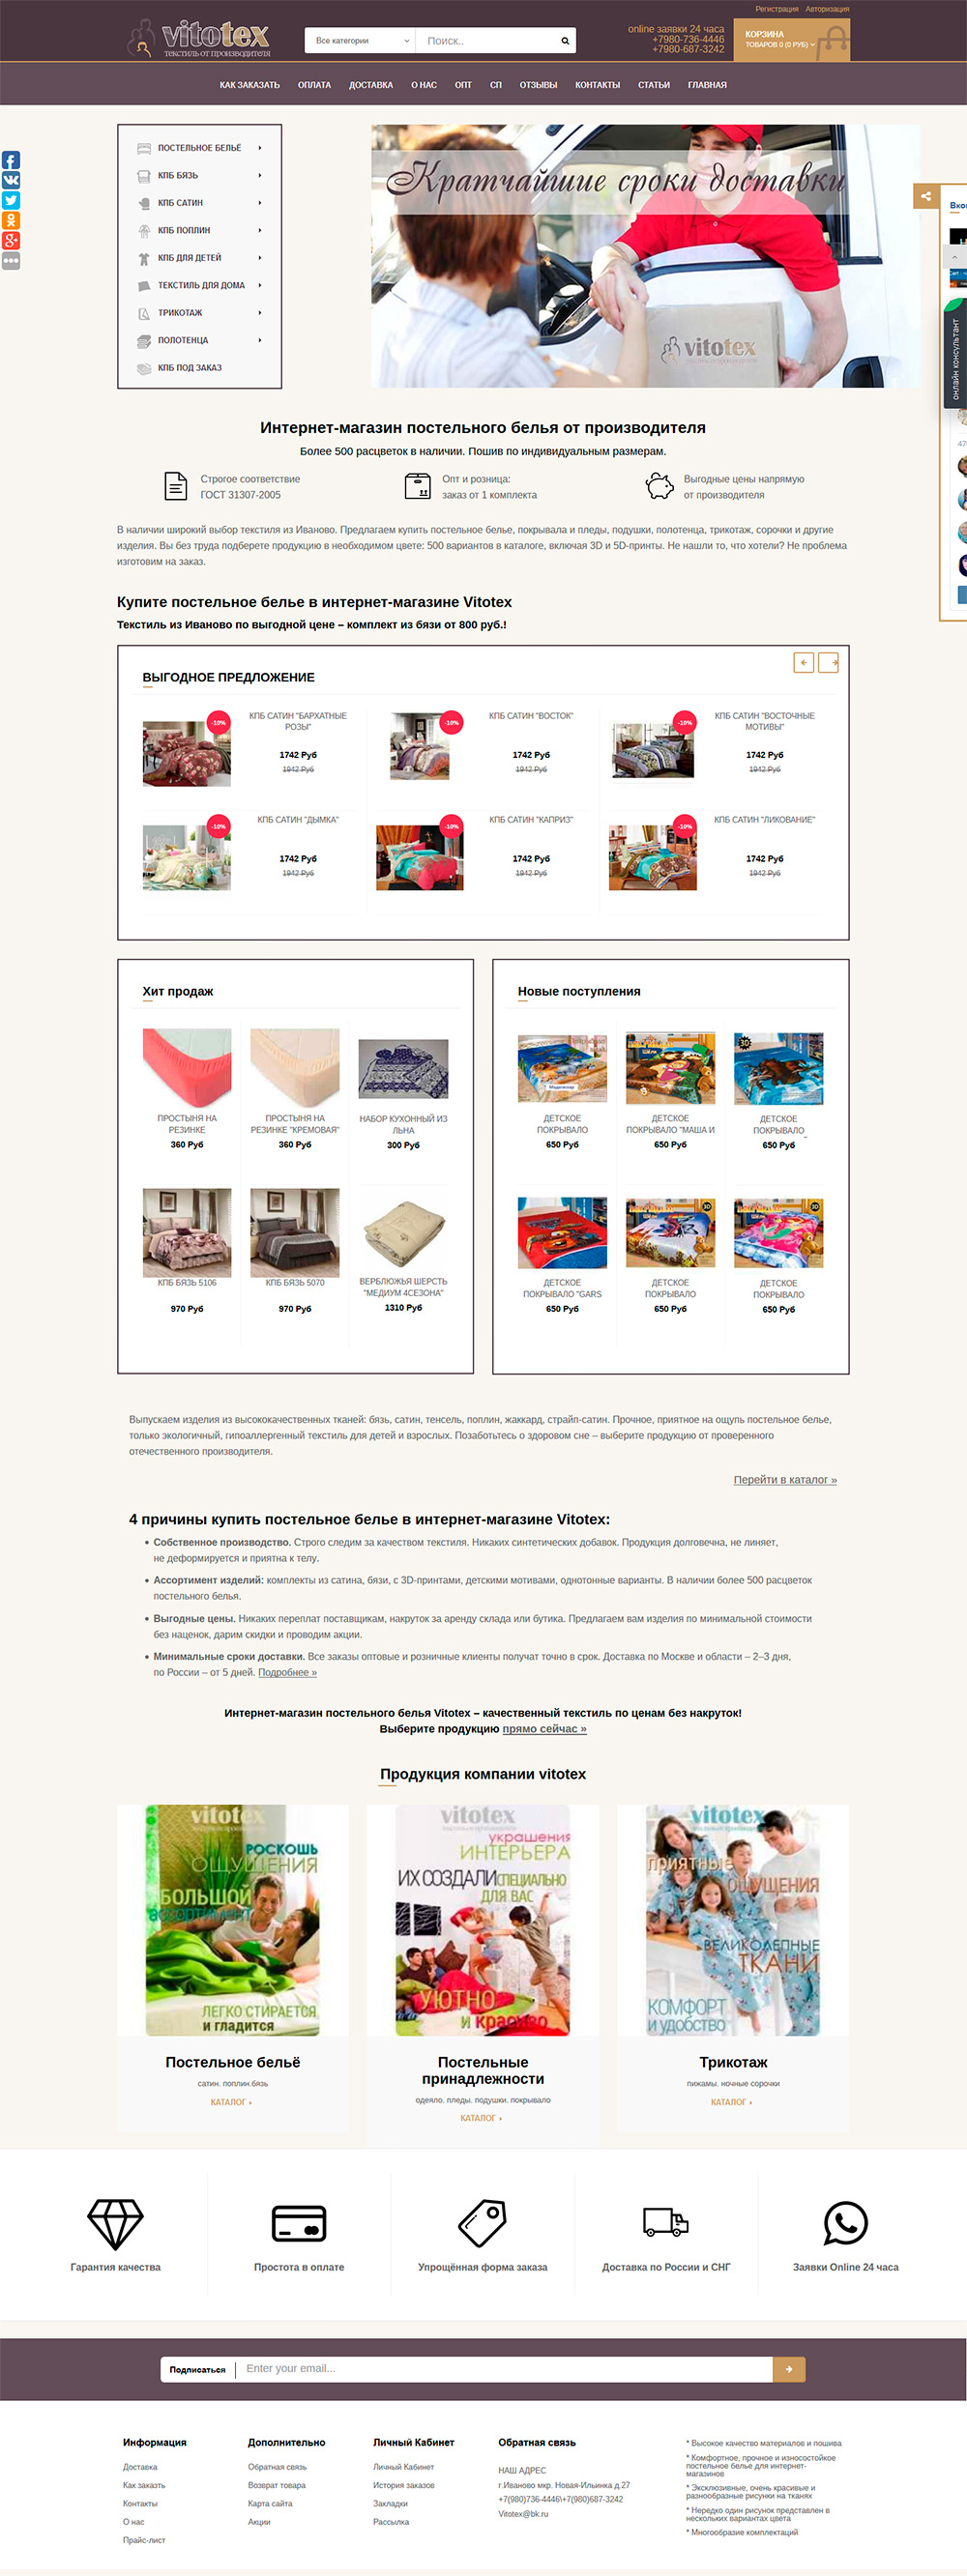 Регистрация Авторизация
vitotex
текстиль от производителя
Все категории
Поиск..
online заявки 24 часа
+7980-736-4446
+7980-687-3242
КОРЗИНА
ТОВАРОВ 0 (0 РУБ)
КАК ЗАКАЗАТЬ ОПЛАТА ДОСТАВКА О НАС ОПТ СП ОТЗЫВЫ КОНТАКТЫ СТАТЬИ ГЛАВНАЯ
ПОСТЕЛЬНОЕ БЕЛЬЁ
КПБ БЯЗЬ
КПБ САТИН
КПБ ПОПЛИН
КПБ ДЛЯ ДЕТЕЙ
ТЕКСТИЛЬ ДЛЯ ДОМА
ТРИКОТАЖ
ПОЛОТЕНЦА
КПБ ПОД ЗАКАЗ
Кратчайшие сроки доставки
vitotex
онлайн консультант
Интернет-магазин постельного белья от производителя
Более 500 расцветок в наличии. Пошив по индивидуальным размерам.
Строгое соответствие
ГОСТ 31307-2005
Опт и розница:
заказ от 1 комплекта
Выгодные цены напрямую
от производителя
В наличии широкий выбор текстиля из Иваново. Предлагаем купить постельное белье, покрывала и пледы, подушки, полотенца, трикотаж, сорочки и другие
изделия. Вы без труда подберете продукцию в необходимом цвете: 500 вариантов в каталоге, включая 3D и 5D-принты. Не нашли то, что хотели? Не проблема
изготовим на заказ.
Купите постельное белье в интернет-магазине Vitotex
Текстиль из Иваново по выгодной цене – комплект из бязи от 800 руб.!
ВЫГОДНОЕ ПРЕДЛОЖЕНИЕ
-10%
КПБ САТИН "БАРХАТНЫЕ
РОЗЫ"
1742 Руб
1942 Руб
-10%
КПБ САТИН "ВОСТОК"
1742 Руб
1942 Руб
-10%
КПБ САТИН "ВОСТОЧНЫЕ
МОТИВЫ"
1742 Руб
1942 Руб
-10%
КПБ САТИН "ДЫМКА"
1742 Руб
1942 Руб
-10%
КПБ САТИН "КАПРИЗ"
1742 Руб
1942 Руб
-10%
КПБ САТИН "ЛИКОВАНИЕ"
1742 Руб
1942 Руб
Хит продаж
ПРОСТЫНЯ НА
РЕЗИНКЕ
360 Руб
ПРОСТЫНЯ НА
РЕЗИНКЕ "КРЕМОВАЯ"
360 Руб
НАБОР КУХОННЫЙ ИЗ
ЛЬНА
300 Руб
КПБ БЯЗЬ 5106
970 Руб
КПБ БЯЗЬ 5070
970 Руб
ВЕРБЛЮЖЬЯ ШЕРСТЬ
"МЕДИУМ 4СЕЗОНА"
1310 Руб
Новые поступления
ДЕТСКОЕ
ПОКРЫВАЛО
650 Руб
ДЕТСКОЕ
ПОКРЫВАЛО "МАША И
650 Руб
3D
ДЕТСКОЕ
ПОКРЫВАЛО
650 Руб
ДЕТСКОЕ
ПОКРЫВАЛО "GARS
650 Руб
3D
ДЕТСКОЕ
ПОКРЫВАЛО
650 Руб
3D
ДЕТСКОЕ
ПОКРЫВАЛО
650 Руб
Выпускаем изделия из высококачественных тканей: бязь, сатин, тенсель, поплин, жаккард, страйп-сатин. Прочное, приятное на ощупь постельное белье,
только экологичный, гипоаллергенный текстиль для детей и взрослых. Позаботьтесь о здоровом сне – выберите продукцию от проверенного
отечественного производителя.
Перейти в каталог »
4 причины купить постельное белье в интернет-магазине Vitotex:
• Собственное производство. Строго следим за качеством текстиля. Никаких синтетических добавок. Продукция долговечна, не линяет,
не деформируется и приятна к телу.
• Ассортимент изделий: комплекты из сатина, бязи, с 3D-принтами, детскими мотивами, однотонные варианты. В наличии более 500 расцветок
постельного белья.
• Выгодные цены. Никаких переплат поставщикам, накруток за аренду склада или бутика. Предлагаем вам изделия по минимальной стоимости
без наценок, дарим скидки и проводим акции.
• Минимальные сроки доставки. Все заказы оптовые и розничные клиенты получат точно в срок. Доставка по Москве и области – 2–3 дня,
по России – от 5 дней. Подробнее »
Интернет-магазин постельного белья Vitotex – качественный текстиль по ценам без накруток!
Выберите продукцию прямо сейчас »
Продукция компании vitotex
vitotex
РОСКОШЬ
ОЩУЩЕНИЯ
БОЛЬШОЙ
ассортимент
ЛЕГКО СТИРАЕТСЯ
и гладится
Постельное бельё
сатин. поплин.бязь
КАТАЛОГ
vitotex
украшения
ИНТЕРЬЕРА
ИХ СОЗДАЛИ СПЕЦИАЛЬНО
ДЛЯ ВАС
УЮТНО
и красиво
Постельные
принадлежности
одеяло. пледы. подушки. покрывало
КАТАЛОГ
vitotex
ПРИЯТНЫЕ
ОЩУЩЕНИЯ
ВЕЛИКОЛЕПНЫЕ
ТКАНИ
КОМФОРТ
И УДОБСТВО
Трикотаж
пижамы. ночные сорочки
КАТАЛОГ
Гарантия качества
Простота в оплате
Упрощённая форма заказа
Доставка по России и СНГ
Заявки Online 24 часа
Подписаться
Enter your email...
Информация
Доставка
Как заказть
Контакты
О нас
Прайс-лист
Дополнительно
Обратная связь
Возврат товара
Карта сайта
Акции
Личный Кабинет
Личный Кабинет
История заказов
Закладки
Рассылка
Обратная связь
НАШ АДРЕС
г.Иваново мкр. Новая-Ильинка д.27
+7(980)736-4446\+7(980)687-3242
Vitotex@bk.ru
* Высокое качество материалов и пошива
* Комфортное, прочное и износостойкое
постельное белье для интернет-
магазинов
* Эксклюзивные, очень красивые и
разнообразные рисунки на тканях
* Нередко один рисунок представлен в
нескольких вариантах цвета
* Многообразие комплектаций